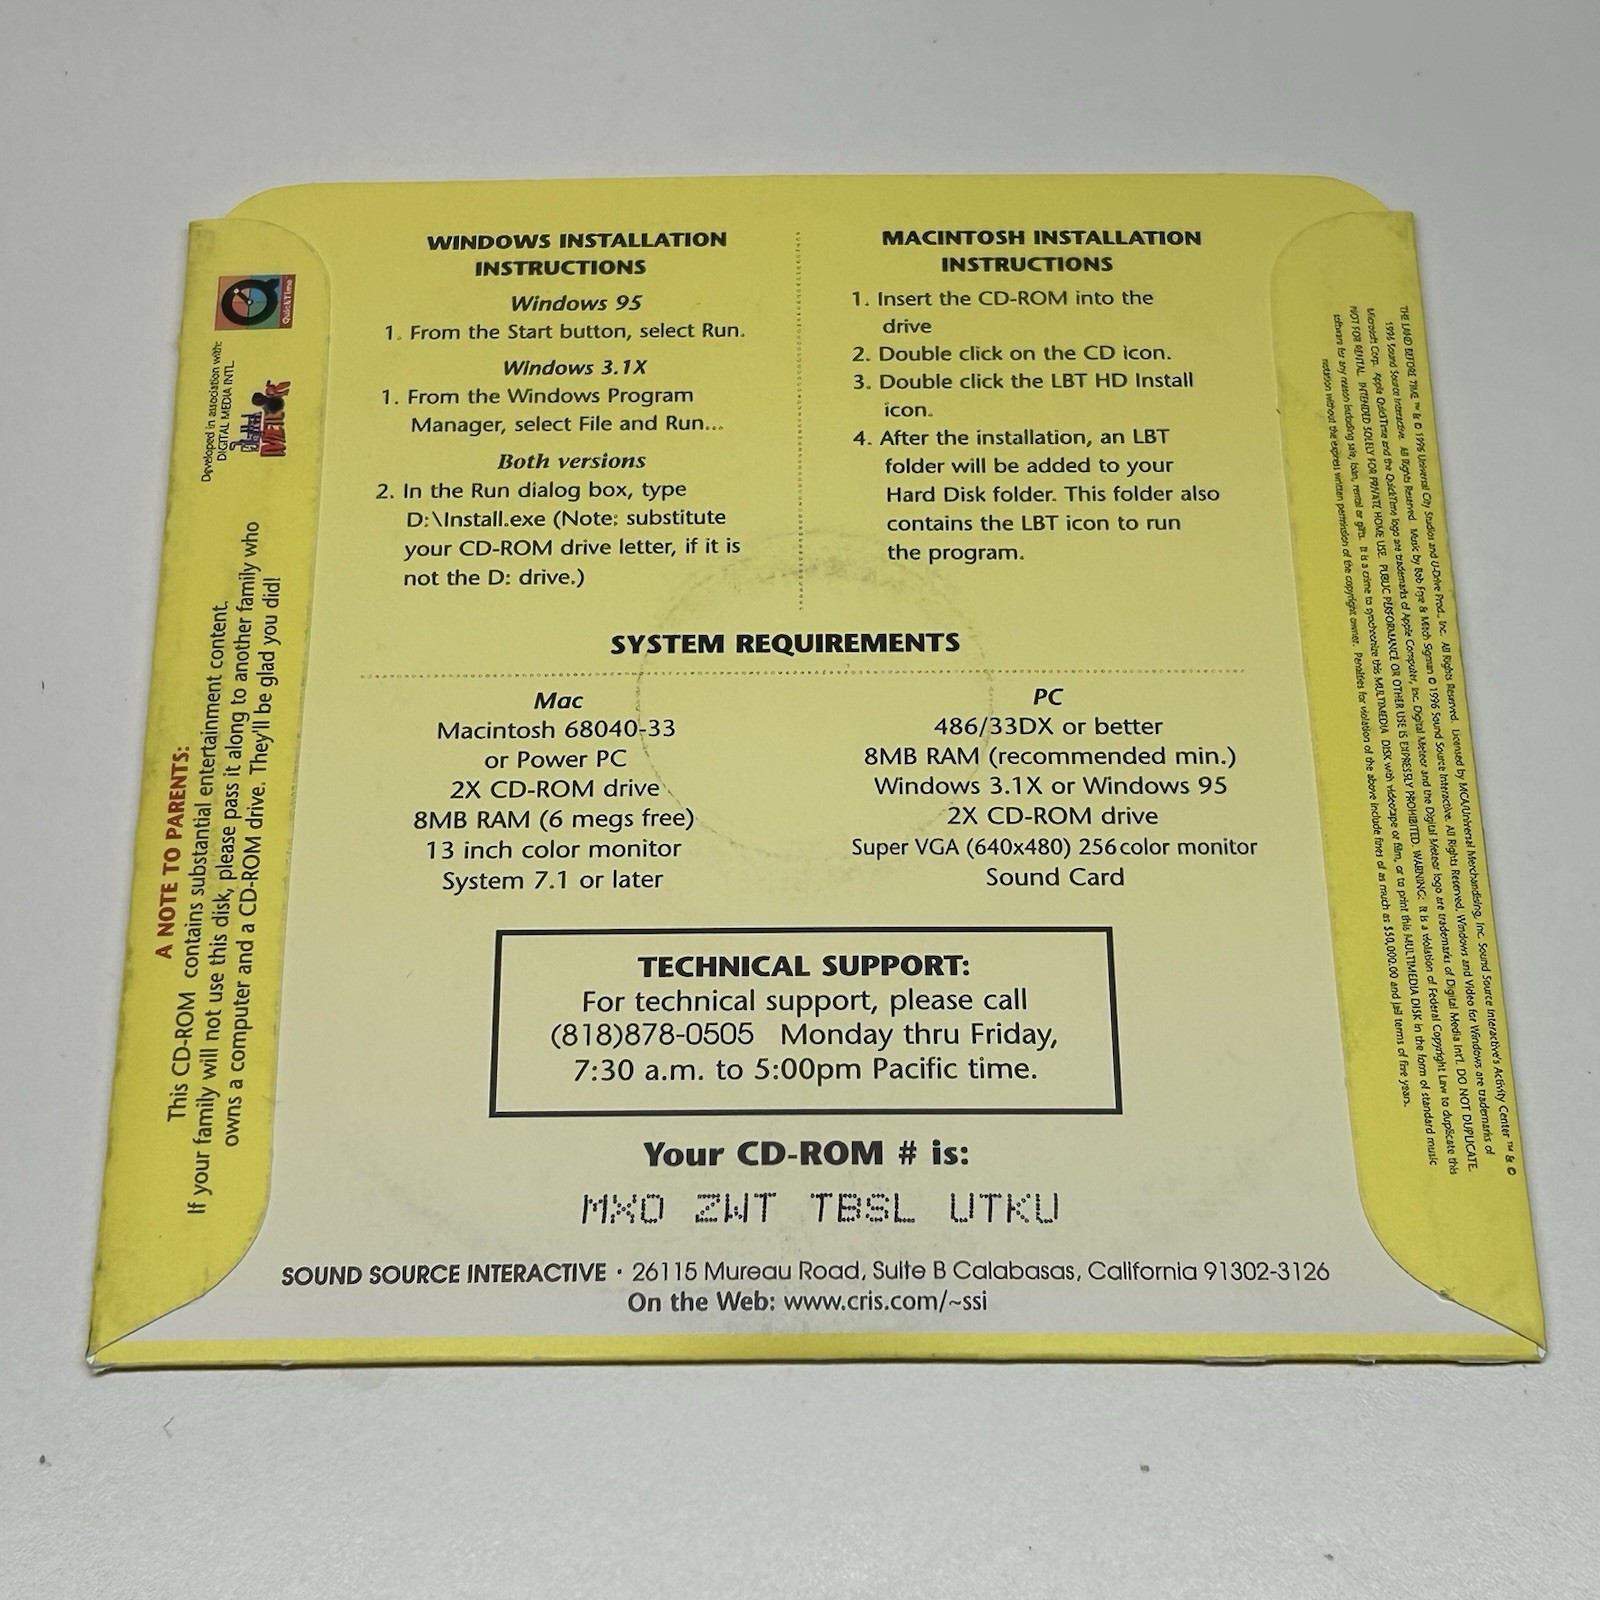 WINDOWS INSTALLATION
INSTRUCTIONS
Windows 95
1. From the Start button, select Run.
Windows 3.1X
1. From the Windows Program
Manager, select File and Run...
Both versions
2. In the Run dialog box, type
D:\Install.exe (Note: substitute
your CD-ROM drive letter, if it is
not the D: drive.)
MACINTOSH INSTALLATION
INSTRUCTIONS
1. Insert the CD-ROM into the
drive
2. Double click on the CD icon.
3. Double click the LBT HD Install
icon.
4. After the installation, an LBT
folder will be added to your
Hard Disk folder. This folder also
contains the LBT icon to run
the program.
SYSTEM REQUIREMENTS
Mac
Macintosh 68040-33
or Power PC
2X CD-ROM drive
8MB RAM (6 megs free)
13 inch color monitor
System 7.1 or later
PC
486/33DX or better
8MB RAM (recommended min.)
Windows 3.1X or Windows 95
2X CD-ROM drive
Super VGA (640x480) 256 color monitor
Sound Card
TECHNICAL SUPPORT:
For technical support, please call
(818)878-0505 Monday thru Friday,
7:30 a.m. to 5:00pm Pacific time.
Your CD-ROM # is:
MXO ZWT TBSL UTKU
SOUND SOURCE INTERACTIVE • 26115 Mureau Road, Suite B Calabasas, California 91302-3126
On the Web: www.cris.com/~ssi
A NOTE TO PARENTS:
This CD-ROM contains substantial entertainment content.
If your family will not use this disk, please pass it along to another family who
owns a computer and a CD-ROM drive. They'll be glad you did!
Developed in association with:
DIGITAL MEDIA INT'L.
Digital
METEOR
QuickTime™
THE LAND BEFORE TIME ™ & © 1996 Universal City Studios and U-Drive Prod., Inc. All Rights Reserved. Licensed by MCA/Universal Merchandising, Inc. Sound Source Interactive's Activity Center ™ & ©
1996 Sound Source Interactive. All Rights Reserved. Music by Bob Frye & Mitch Sigman © 1996 Sound Source Interactive. All Rights Reserved. Windows and Video for Windows are trademarks of
Microsoft Corp. Apple QuickTime and the QuickTime logo are trademarks of Apple Computer, Inc. Digital Meteor and the Digital Meteor logo are trademarks of Digital Media Int'l. DO NOT DUPLICATE.
NOT FOR RENTAL. INTENDED SOLELY FOR PRIVATE HOME USE. PUBLIC PERFORMANCE OR OTHER USE IS EXPRESSLY PROHIBITED. WARNING: It is a violation of Federal Copyright Law to duplicate this
software for any reason including sale, loan, rental or gift. It is a crime to synchronize this MULTIMEDIA DISK with videotape or film, or to print this MULTIMEDIA DISK in the form of standard music
notation without the express written permission of the copyright owner. Penalties for violation of the above include fines of as much as $50,000.00 and jail terms of five years.